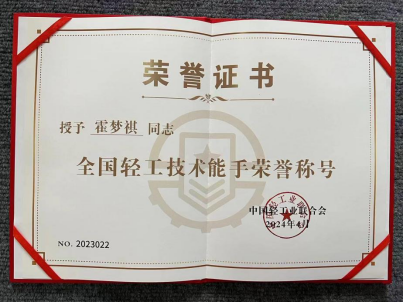 荣誉证书
授予 霍梦祺 同志
全国轻工技术能手荣誉称号
中国轻工业联合会
2024年4月
NO. 2023022